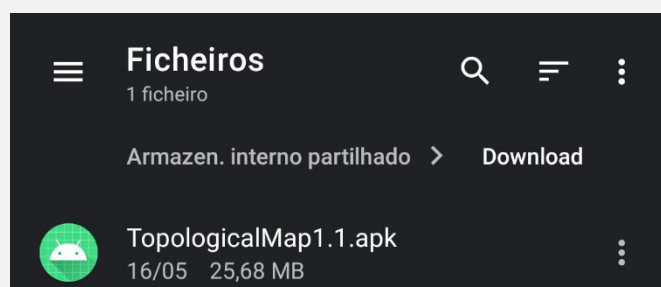 Ficheiros
1 ficheiro
Armazen. interno partilhado > Download
TopologicalMap1.1.apk
16/05 25,68 MB